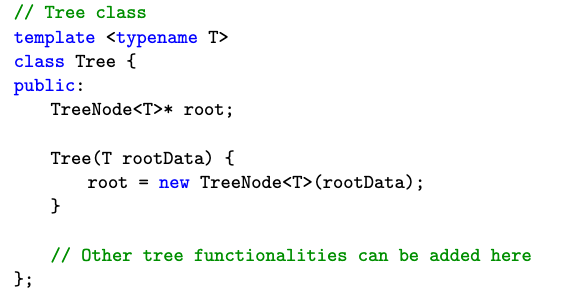 // Tree class
template <typename T>
class Tree {
public:
    TreeNode<T>* root;

    Tree(T rootData) {
        root = new TreeNode<T>(rootData);
    }

    // Other tree functionalities can be added here
};